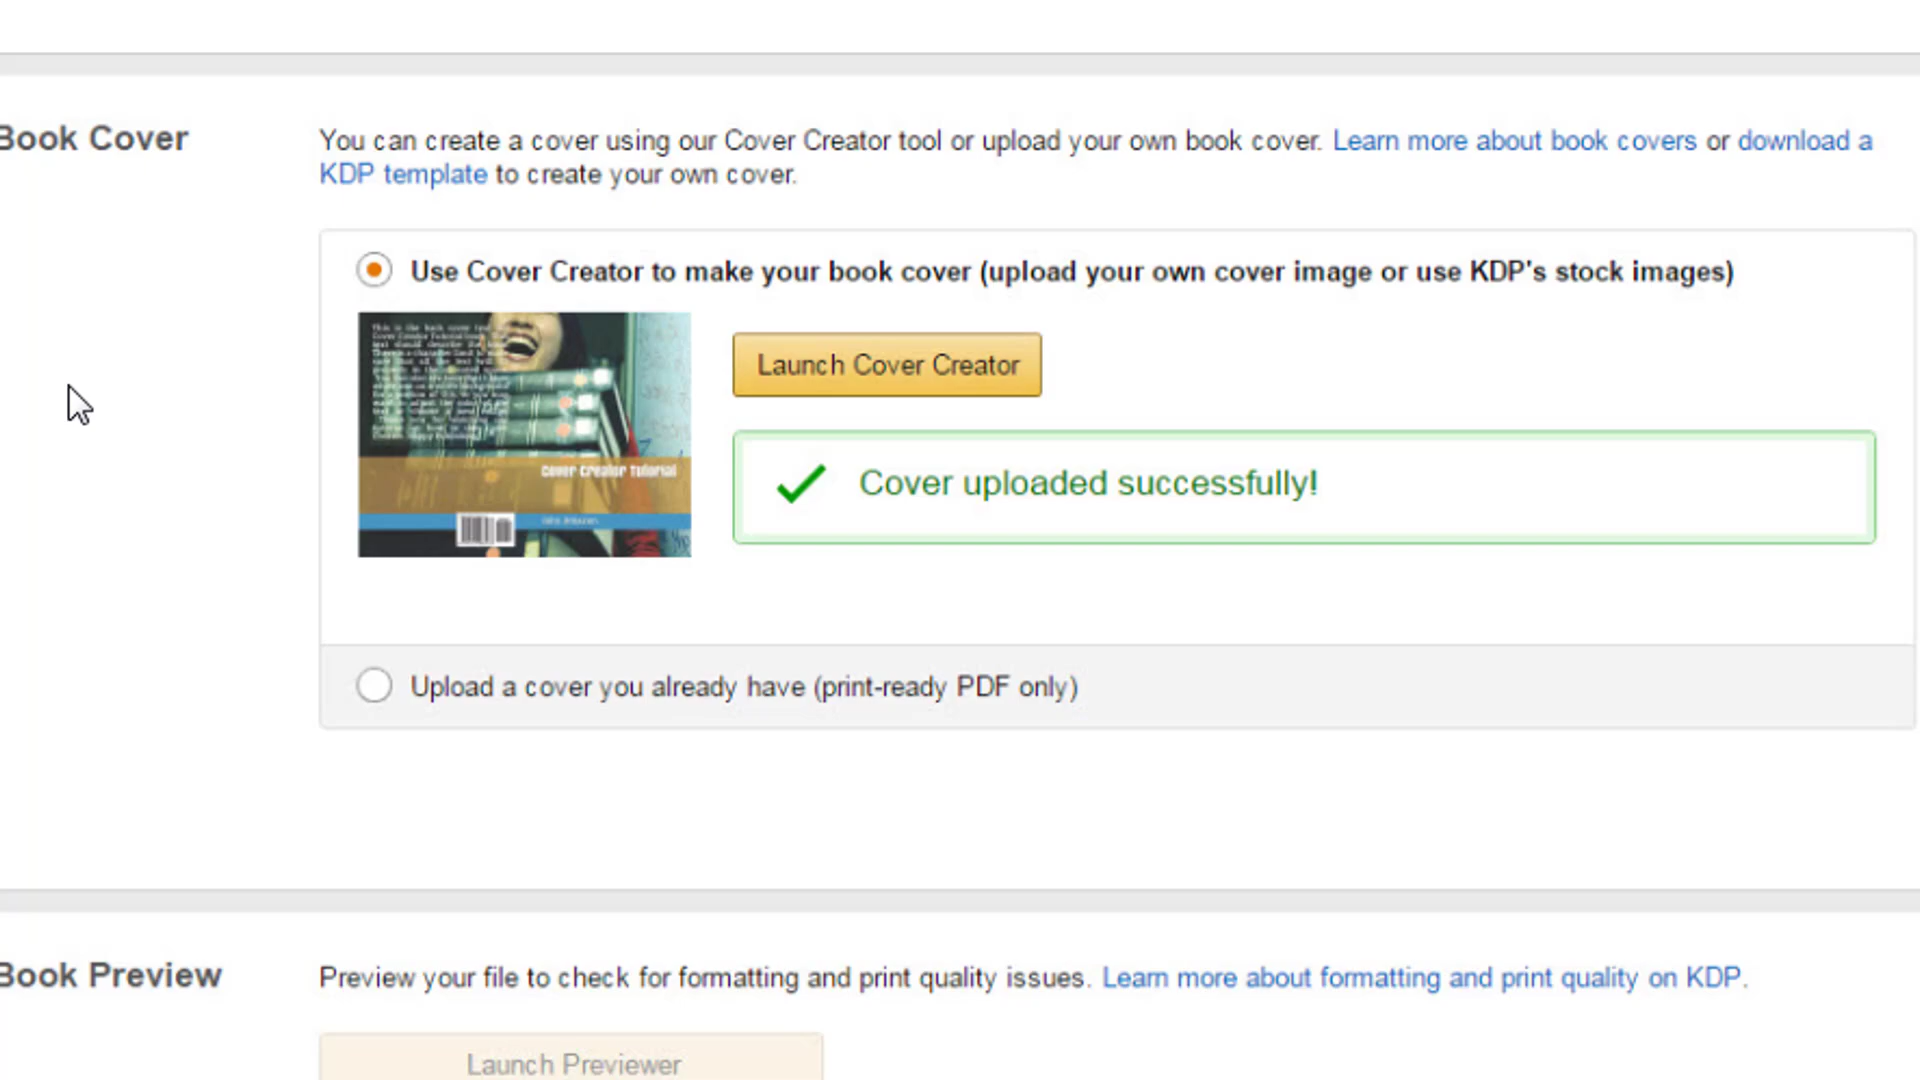 Book Cover
You can create a cover using our Cover Creator tool or upload your own book cover. Learn more about book covers or download a
KDP template to create your own cover.
Use Cover Creator to make your book cover (upload your own cover image or use KDP's stock images)
Launch Cover Creator
Cover uploaded successfully!
Cover Creator Tutorial
Upload a cover you already have (print-ready PDF only)
Book Preview
Preview your file to check for formatting and print quality issues. Learn more about formatting and print quality on KDP.
Launch Previewer